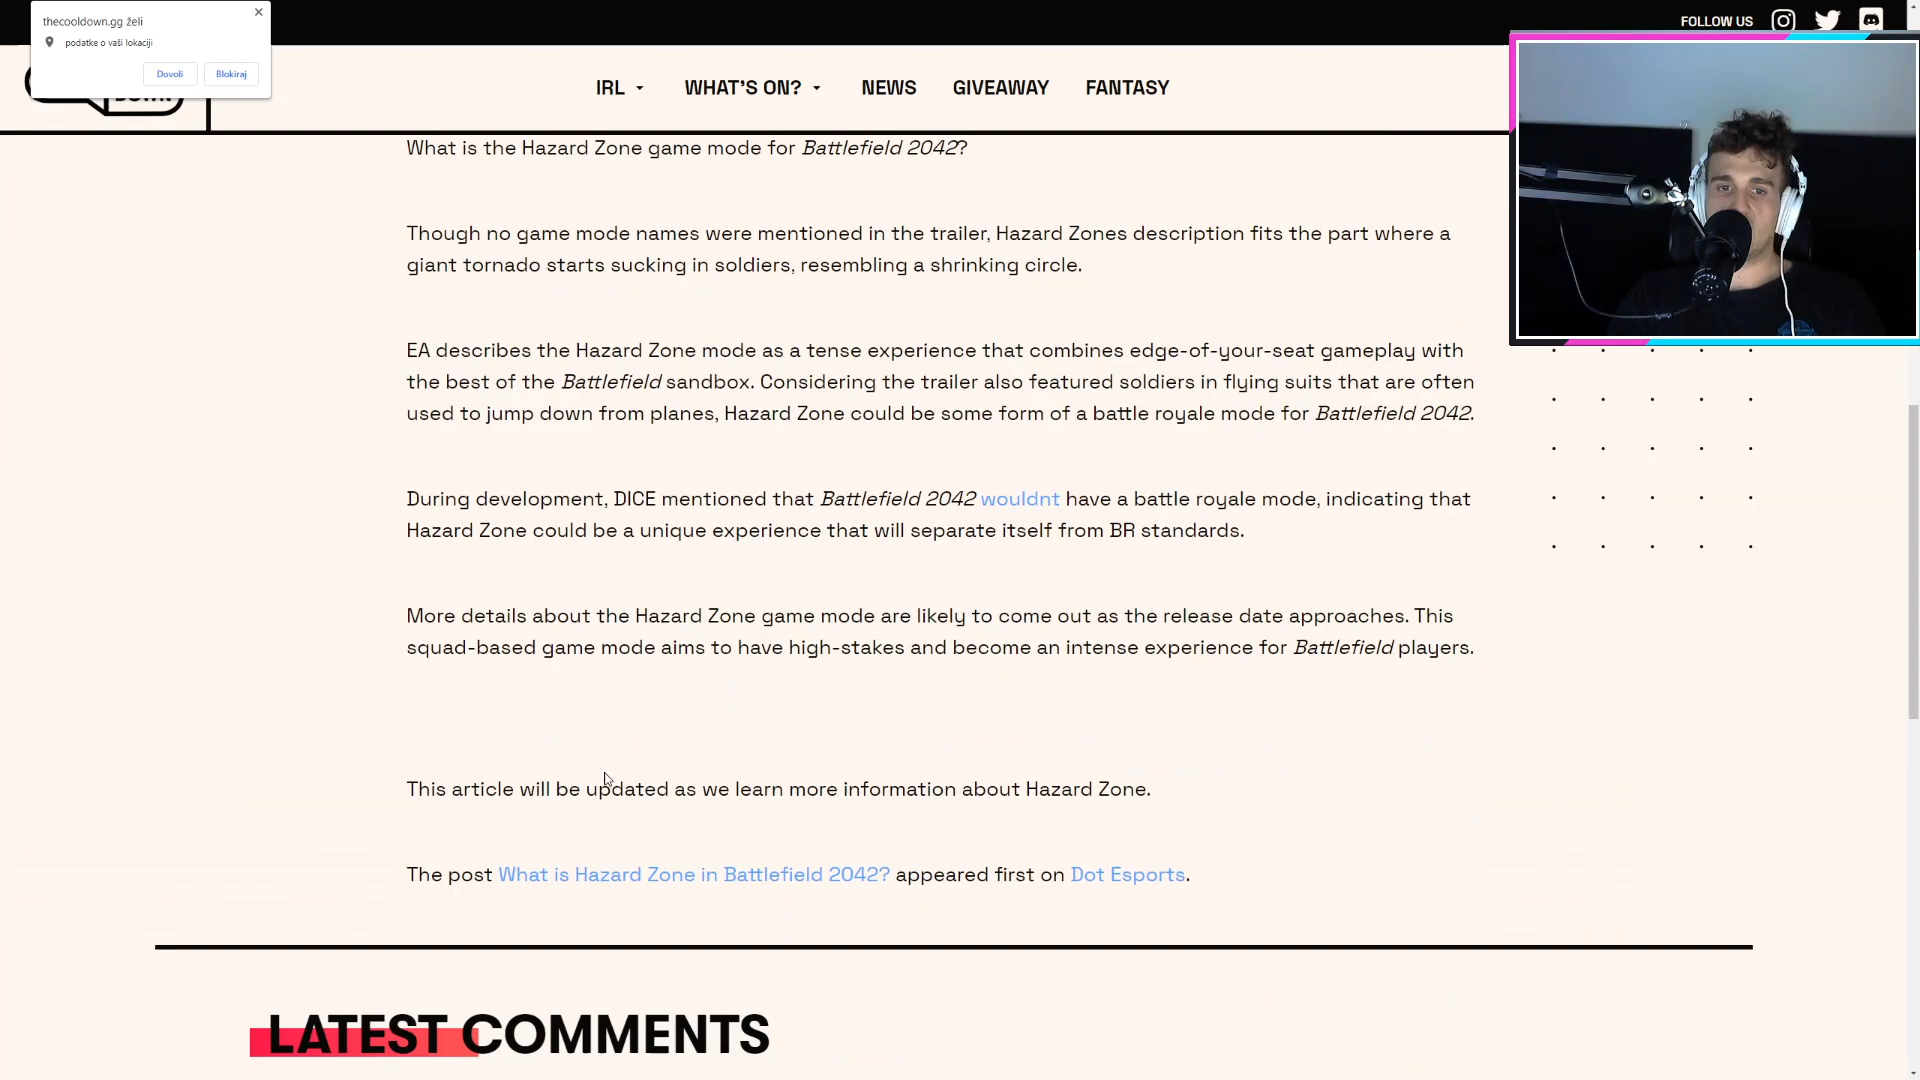 thecooldown.gg želi
podatke o vaši lokaciji
Dovoli Blokiraj
FOLLOW US
DOWN
IRL WHAT'S ON? NEWS GIVEAWAY FANTASY
What is the Hazard Zone game mode for Battlefield 2042?
Though no game mode names were mentioned in the trailer, Hazard Zones description fits the part where a
giant tornado starts sucking in soldiers, resembling a shrinking circle.
EA describes the Hazard Zone mode as a tense experience that combines edge-of-your-seat gameplay with
the best of the Battlefield sandbox. Considering the trailer also featured soldiers in flying suits that are often
used to jump down from planes, Hazard Zone could be some form of a battle royale mode for Battlefield 2042.
During development, DICE mentioned that Battlefield 2042 wouldnt have a battle royale mode, indicating that
Hazard Zone could be a unique experience that will separate itself from BR standards.
More details about the Hazard Zone game mode are likely to come out as the release date approaches. This
squad-based game mode aims to have high-stakes and become an intense experience for Battlefield players.
This article will be updated as we learn more information about Hazard Zone.
The post What is Hazard Zone in Battlefield 2042? appeared first on Dot Esports.
LATEST COMMENTS